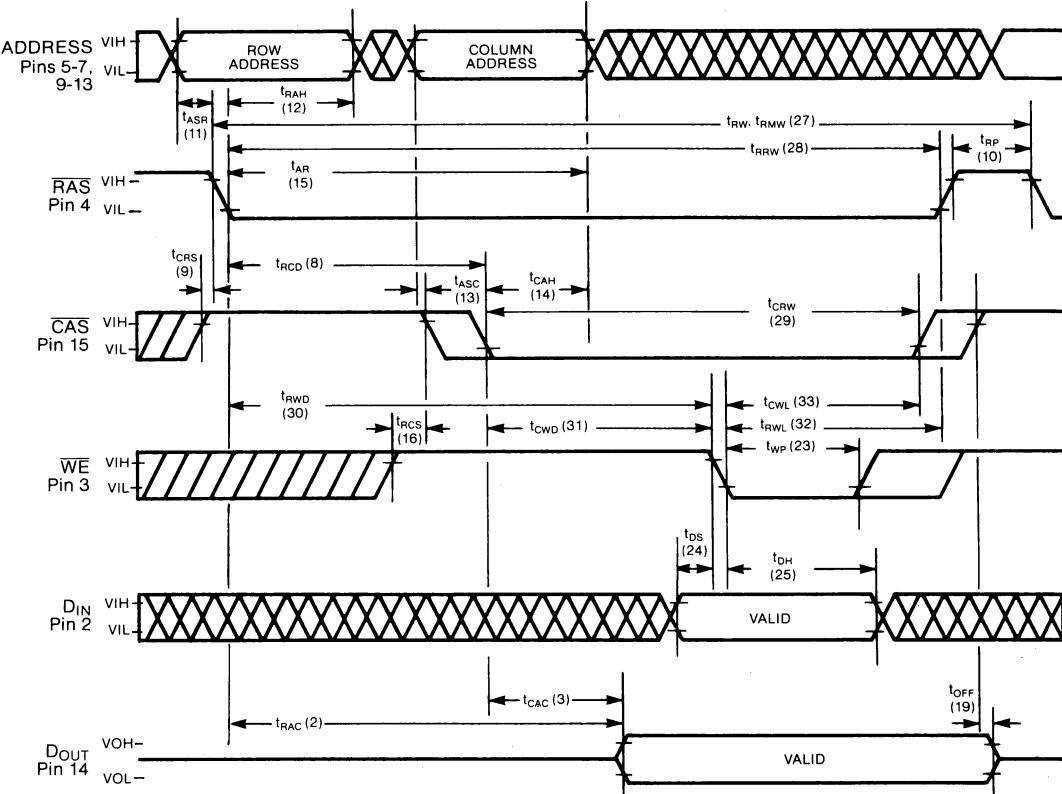 ADDRESS
Pins 5-7,
9-13
VIH
VIL
ROW
ADDRESS
COLUMN
ADDRESS
tASR
(11)
tRAH
(12)
tRW, tRMW (27)
tRRW (28)
tRP
(10)
tAR
(15)
RAS
Pin 4
VIH
VIL
tCRS
(9)
tRCD (8)
tASC
(13)
tCAH
(14)
tCRW
(29)
CAS
Pin 15
VIH
VIL
tRWD
(30)
tRCS
(16)
tCWD (31)
tCWL (33)
tRWL (32)
tWP (23)
WE
Pin 3
VIH
VIL
tDS
(24)
tDH
(25)
DIN
Pin 2
VIH
VIL
VALID
tCAC (3)
tRAC (2)
tOFF
(19)
DOUT
Pin 14
VOH
VOL
VALID